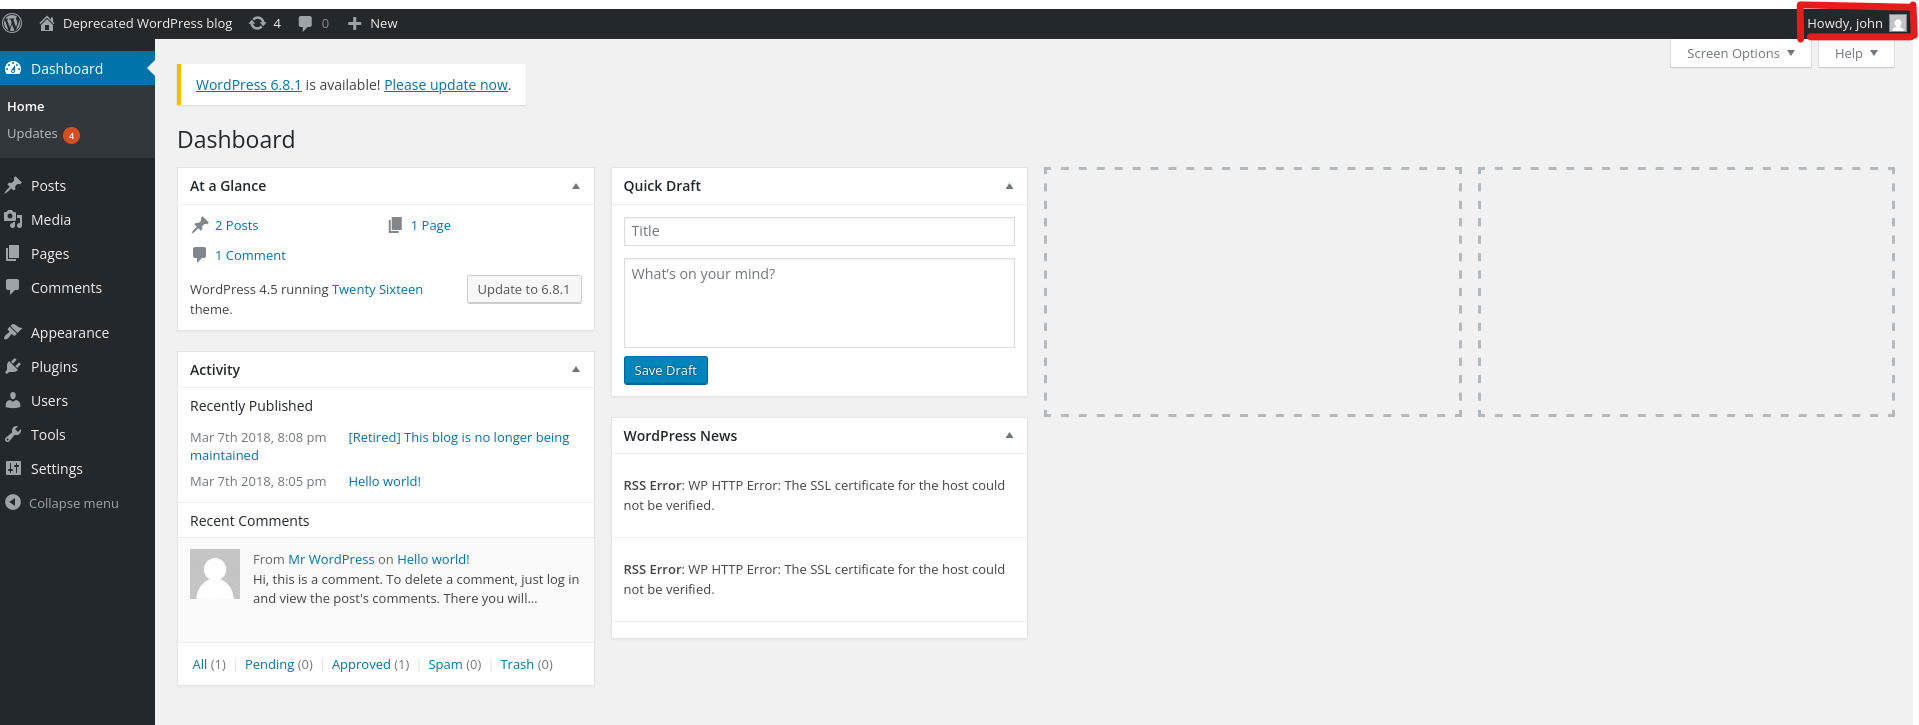 Deprecated WordPress blog 4 0 New Howdy, john
Screen Options Help
Dashboard
Home
Updates 4
Posts
Media
Pages
Comments
Appearance
Plugins
Users
Tools
Settings
Collapse menu
WordPress 6.8.1 is available! Please update now.
Dashboard
At a Glance
2 Posts 1 Page
1 Comment
WordPress 4.5 running Twenty Sixteen
theme.
Update to 6.8.1
Activity
Recently Published
Mar 7th 2018, 8:08 pm [Retired] This blog is no longer being
maintained
Mar 7th 2018, 8:05 pm Hello world!
Recent Comments
From Mr WordPress on Hello world!
Hi, this is a comment. To delete a comment, just log in
and view the post's comments. There you will...
All (1) | Pending (0) | Approved (1) | Spam (0) | Trash (0)
Quick Draft
Title
What's on your mind?
Save Draft
WordPress News
RSS Error: WP HTTP Error: The SSL certificate for the host could
not be verified.
RSS Error: WP HTTP Error: The SSL certificate for the host could
not be verified.